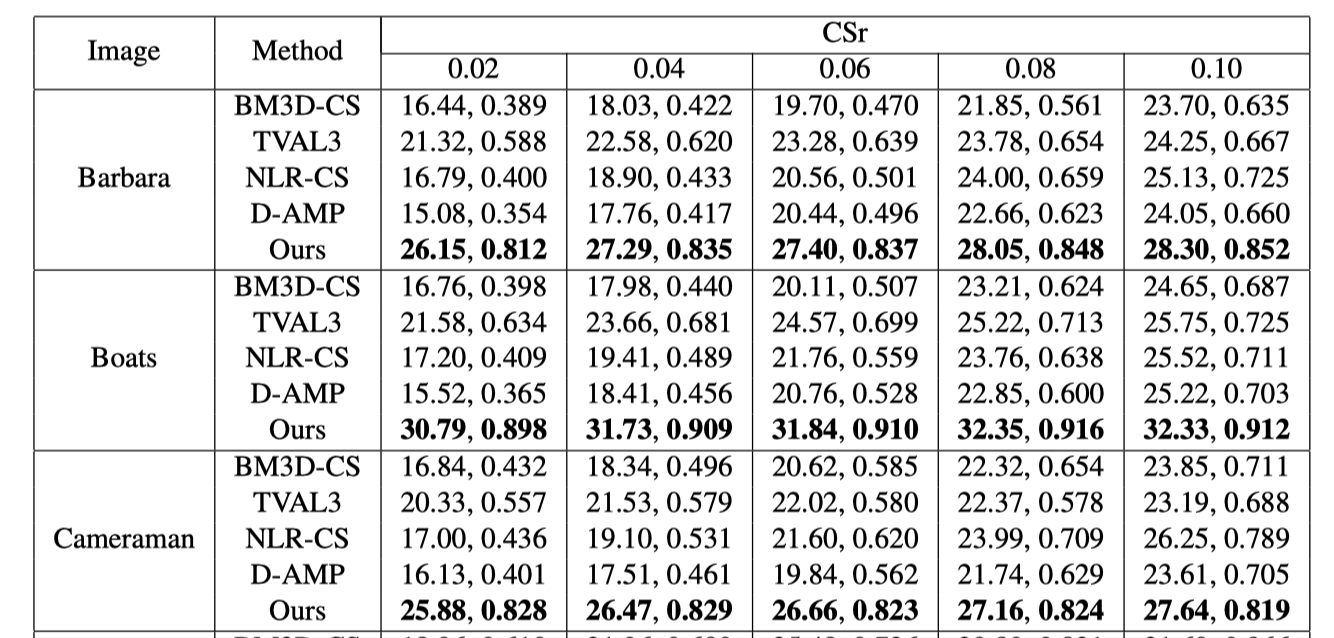 Image Method CSr
0.02 0.04 0.06 0.08 0.10
BM3D-CS 16.44, 0.389 18.03, 0.422 19.70, 0.470 21.85, 0.561 23.70, 0.635
TVAL3 21.32, 0.588 22.58, 0.620 23.28, 0.639 23.78, 0.654 24.25, 0.667
Barbara NLR-CS 16.79, 0.400 18.90, 0.433 20.56, 0.501 24.00, 0.659 25.13, 0.725
D-AMP 15.08, 0.354 17.76, 0.417 20.44, 0.496 22.66, 0.623 24.05, 0.660
Ours 26.15, 0.812 27.29, 0.835 27.40, 0.837 28.05, 0.848 28.30, 0.852
BM3D-CS 16.76, 0.398 17.98, 0.440 20.11, 0.507 23.21, 0.624 24.65, 0.687
TVAL3 21.58, 0.634 23.66, 0.681 24.57, 0.699 25.22, 0.713 25.75, 0.725
Boats NLR-CS 17.20, 0.409 19.41, 0.489 21.76, 0.559 23.76, 0.638 25.52, 0.711
D-AMP 15.52, 0.365 18.41, 0.456 20.76, 0.528 22.85, 0.600 25.22, 0.703
Ours 30.79, 0.898 31.73, 0.909 31.84, 0.910 32.35, 0.916 32.33, 0.912
BM3D-CS 16.84, 0.432 18.34, 0.496 20.62, 0.585 22.32, 0.654 23.85, 0.711
TVAL3 20.33, 0.557 21.53, 0.579 22.02, 0.580 22.37, 0.578 23.19, 0.688
Cameraman NLR-CS 17.00, 0.436 19.10, 0.531 21.60, 0.620 23.99, 0.709 26.25, 0.789
D-AMP 16.13, 0.401 17.51, 0.461 19.84, 0.562 21.74, 0.629 23.61, 0.705
Ours 25.88, 0.828 26.47, 0.829 26.66, 0.823 27.16, 0.824 27.64, 0.819